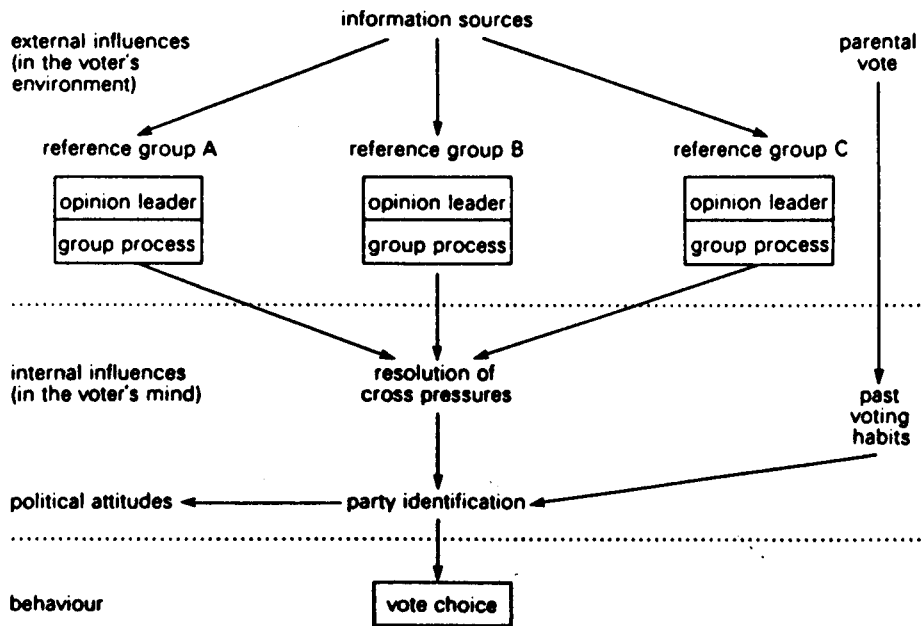 information sources
external influences
(in the voter's
environment)
parental
vote
reference group A
reference group B
reference group C
opinion leader
group process
opinion leader
group process
opinion leader
group process
internal influences
(in the voter's mind)
resolution of
cross pressures
past
voting
habits
political attitudes
party identification
behaviour
vote choice